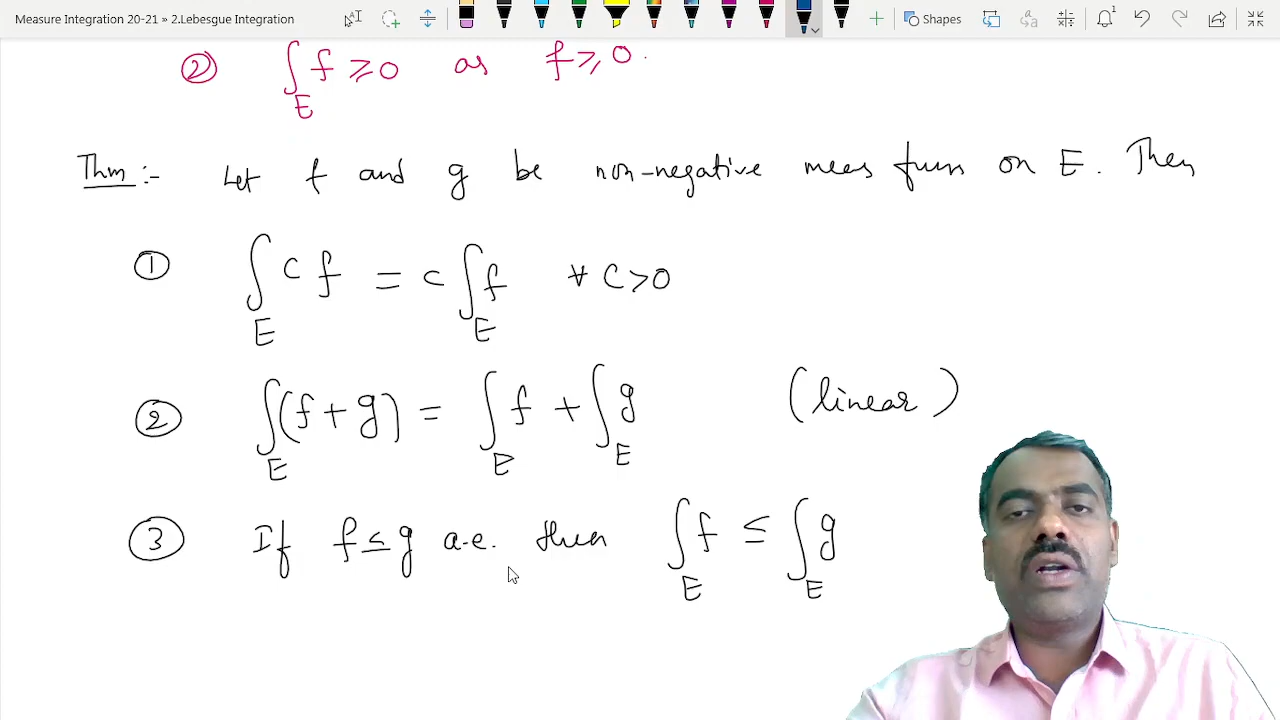 Measure Integration 20-21 » 2.Lebesgue Integration
Shapes
② ∫_E f ⩾ 0 as f ⩾ 0.
Thm :- Let f and g be non-negative meas funs on E. Then
① ∫_E c f = c ∫_E f ∀ c > 0
② ∫_E (f + g) = ∫_E f + ∫_E g (linear)
③ If f ≤ g a.e. then ∫_E f ≤ ∫_E g